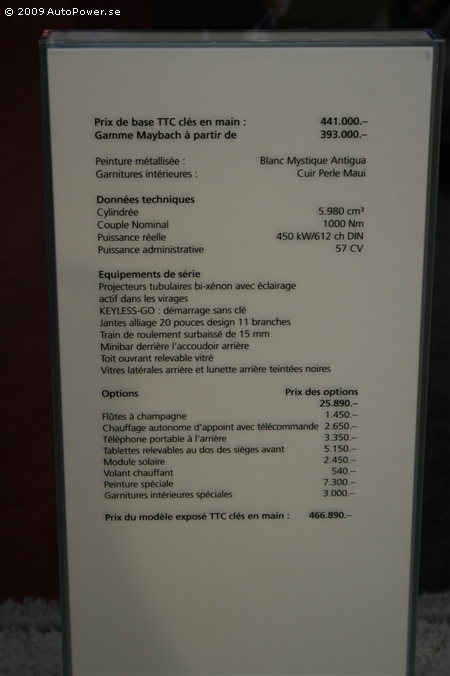 © 2009 AutoPower.se
Prix de base TTC clés en main : 441.000.–
Gamme Maybach à partir de 393.000.–
Peinture métallisée : Blanc Mystique Antigua
Garnitures intérieures : Cuir Perle Maui
Données techniques
Cylindrée 5.980 cm³
Couple Nominal 1000 Nm
Puissance réelle 450 kW/612 ch DIN
Puissance administrative 57 CV
Equipements de série
Projecteurs tubulaires bi-xénon avec éclairage
actif dans les virages
KEYLESS-GO : démarrage sans clé
Jantes alliage 20 pouces design 11 branches
Train de roulement surbaissé de 15 mm
Minibar derrière l'accoudoir arrière
Toit ouvrant relevable vitré
Vitres latérales arrière et lunette arrière teintées noires
Options Prix des options
25.890.–
Flûtes à champagne 1.450.–
Chauffage autonome d'appoint avec télécommande 2.650.–
Téléphone portable à l'arrière 3.350.–
Tablettes relevables au dos des sièges avant 5.150.–
Module solaire 2.450.–
Volant chauffant 540.–
Peinture spéciale 7.300.–
Garnitures intérieures spéciales 3.000.–
Prix du modèle exposé TTC clés en main : 466.890.–